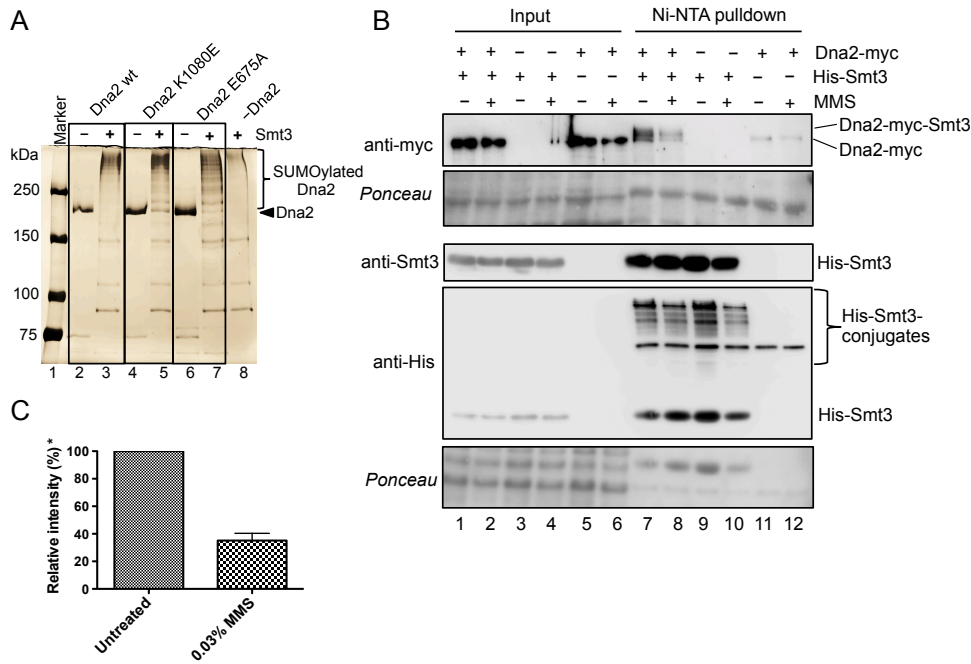 A
Marker
Dna2 wt
Dna2 K1080E
Dna2 E675A
–Dna2
− + − + − + + Smt3
kDa
250
150
100
75
SUMOylated
Dna2
Dna2
1 2 3 4 5 6 7 8
B
Input Ni-NTA pulldown
+ + – – + + + + – – + + Dna2-myc
+ + + + – – + + + + – – His-Smt3
– + – + – + – + – + – + MMS
anti-myc
Dna2-myc-Smt3
Dna2-myc
Ponceau
anti-Smt3
His-Smt3
anti-His
His-Smt3-
conjugates
His-Smt3
Ponceau
1 2 3 4 5 6 7 8 9 10 11 12
C
Relative intensity (%) *
100
80
60
40
20
0
Untreated
0.03% MMS